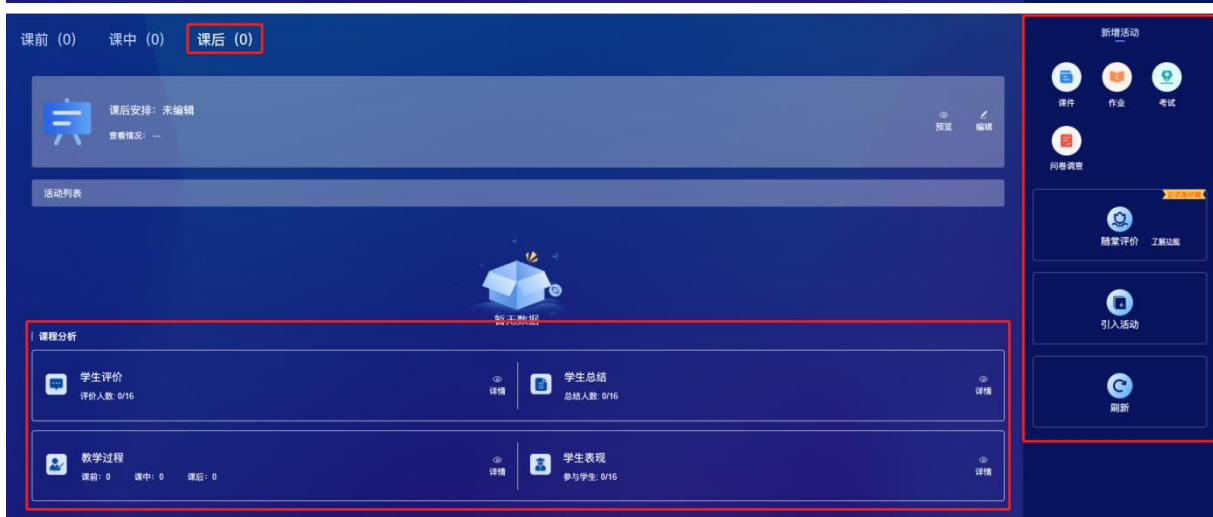 课前（0） 课中（0） 课后（0）
课后安排：未编辑
查看情况：—
预览 编辑
活动列表
暂无数据
课程分析
学生评价
评价人数: 0/16
详情
学生总结
总结人数: 0/16
详情
教学过程
课前：0 课中：0 课后：0
详情
学生表现
参与学生: 0/16
详情
新增活动
课件 作业 考试
问卷调查
正式版功能
随堂评价 了解功能
引入活动
刷新